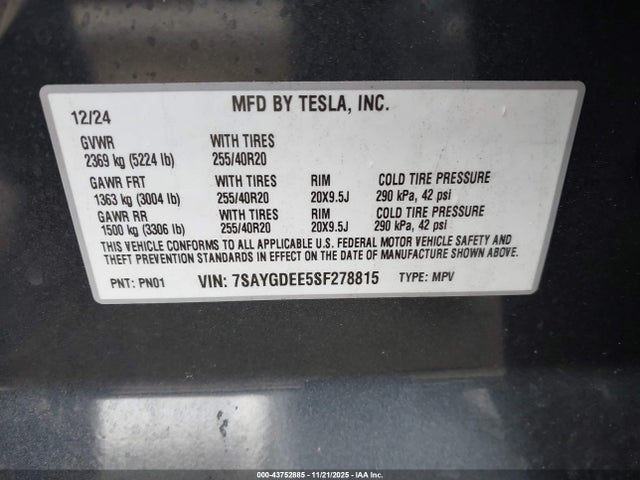 MFD BY TESLA, INC.
12/24
GVWR WITH TIRES
2369 kg (5224 lb) 255/40R20
GAWR FRT WITH TIRES RIM COLD TIRE PRESSURE
1363 kg (3004 lb) 255/40R20 20X9.5J 290 kPa, 42 psi
GAWR RR WITH TIRES RIM COLD TIRE PRESSURE
1500 kg (3306 lb) 255/40R20 20X9.5J 290 kPa, 42 psi
THIS VEHICLE CONFORMS TO ALL APPLICABLE U.S. FEDERAL MOTOR VEHICLE SAFETY AND
THEFT PREVENTION STANDARDS IN EFFECT ON THE DATE OF MANUFACTURE SHOWN ABOVE.
PNT: PN01 VIN: 7SAYGDEE5SF278815 TYPE: MPV
000-43752885 - 11/21/2025 - IAA Inc.